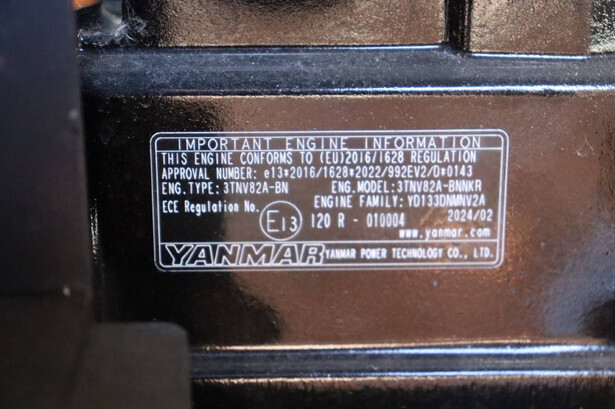 IMPORTANT ENGINE INFORMATION
THIS ENGINE CONFORMS TO (EU)2016/1628 REGULATION
APPROVAL NUMBER: e13*2016/1628*2022/992EV2/D*0143
ENG.TYPE: 3TNV82A-BN ENG.MODEL: 3TNV82A-BNNKR
ENGINE FAMILY: YD133DNMNV2A
ECE Regulation No. E13 120 R - 010004 2024/02
www.yanmar.com
YANMAR YANMAR POWER TECHNOLOGY CO., LTD.